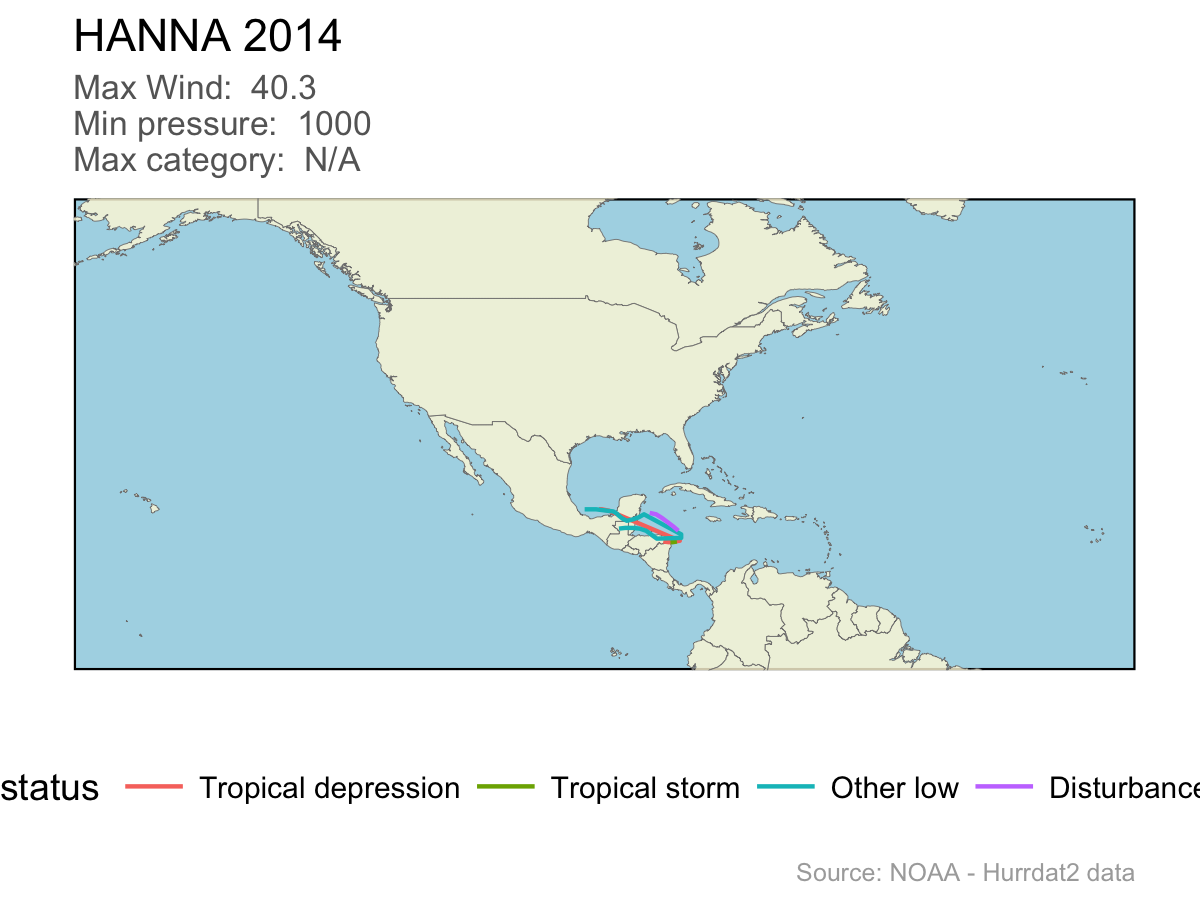 HANNA 2014
Max Wind:  40.3
Min pressure:  1000
Max category:  N/A
status Tropical depression Tropical storm Other low Disturbance
Source: NOAA - Hurrdat2 data